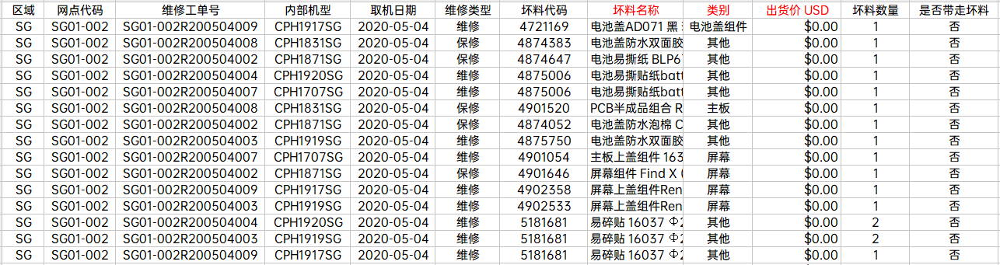 区域 网点代码 维修工单号 内部机型 取机日期 维修类型 坏料代码 坏料名称 类别 出货价 USD 坏料数量 是否带走坏料
SG SG01-002 SG01-002R200504009 CPH1917SG 2020-05-04 维修 4721169 电池盖AD071 黑 电池盖组件 $0.00 1 否
SG SG01-002 SG01-002R200504008 CPH1831SG 2020-05-04 保修 4874383 电池盖防水双面胶 其他 $0.00 1 否
SG SG01-002 SG01-002R200504002 CPH1871SG 2020-05-04 保修 4874647 电池易撕纸 BLP6 其他 $0.00 1 否
SG SG01-002 SG01-002R200504004 CPH1920SG 2020-05-04 维修 4875006 电池易撕贴纸batt 其他 $0.00 1 否
SG SG01-002 SG01-002R200504007 CPH1707SG 2020-05-04 维修 4875006 电池易撕贴纸batt 其他 $0.00 1 否
SG SG01-002 SG01-002R200504008 CPH1831SG 2020-05-04 保修 4901520 PCB半成品组合 R 主板 $0.00 1 否
SG SG01-002 SG01-002R200504002 CPH1871SG 2020-05-04 保修 4874052 电池盖防水泡棉 C 其他 $0.00 1 否
SG SG01-002 SG01-002R200504003 CPH1919SG 2020-05-04 维修 4875750 电池盖防水双面胶 其他 $0.00 1 否
SG SG01-002 SG01-002R200504007 CPH1707SG 2020-05-04 维修 4901054 主板上盖组件 163 屏幕 $0.00 1 否
SG SG01-002 SG01-002R200504002 CPH1871SG 2020-05-04 保修 4901646 屏幕组件 Find X ( 屏幕 $0.00 1 否
SG SG01-002 SG01-002R200504009 CPH1917SG 2020-05-04 维修 4902358 屏幕上盖组件Ren 屏幕 $0.00 1 否
SG SG01-002 SG01-002R200504003 CPH1919SG 2020-05-04 维修 4902533 屏幕上盖组件Ren 屏幕 $0.00 1 否
SG SG01-002 SG01-002R200504004 CPH1920SG 2020-05-04 维修 5181681 易碎贴 16037 Φ2 其他 $0.00 2 否
SG SG01-002 SG01-002R200504003 CPH1919SG 2020-05-04 维修 5181681 易碎贴 16037 Φ2 其他 $0.00 2 否
SG SG01-002 SG01-002R200504009 CPH1917SG 2020-05-04 维修 5181681 易碎贴 16037 Φ2 其他 $0.00 1 否